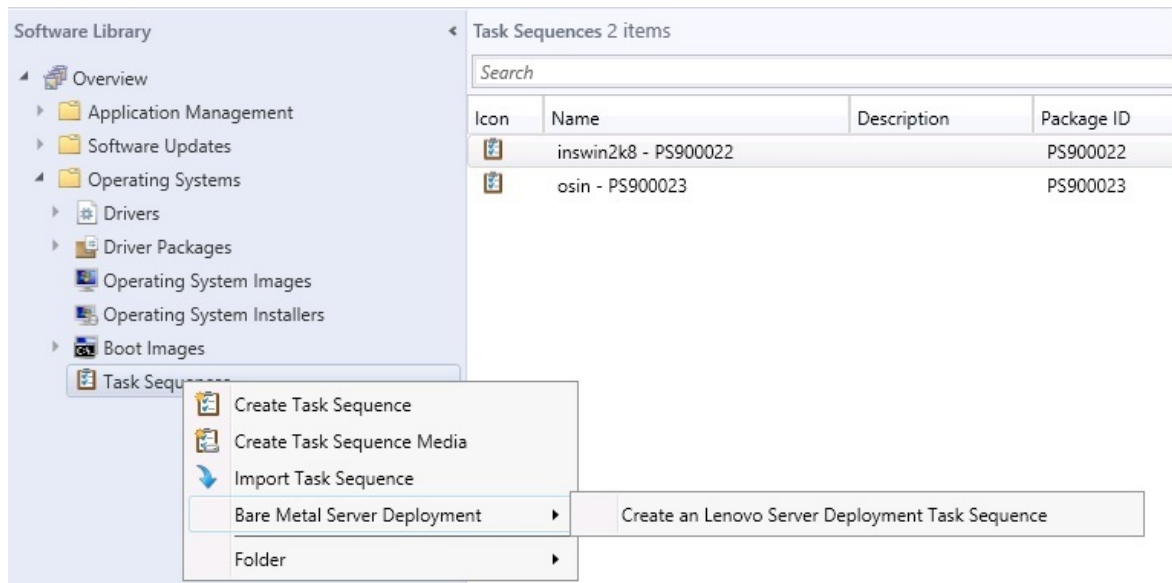 Software Library
Overview
Application Management
Software Updates
Operating Systems
Drivers
Driver Packages
Operating System Images
Operating System Installers
Boot Images
Task Sequences
Task Sequences 2 items
Search
Icon Name Description Package ID
inswin2k8 - PS900022 PS900022
osin - PS900023 PS900023
Create Task Sequence
Create Task Sequence Media
Import Task Sequence
Bare Metal Server Deployment
Folder
Create an Lenovo Server Deployment Task Sequence